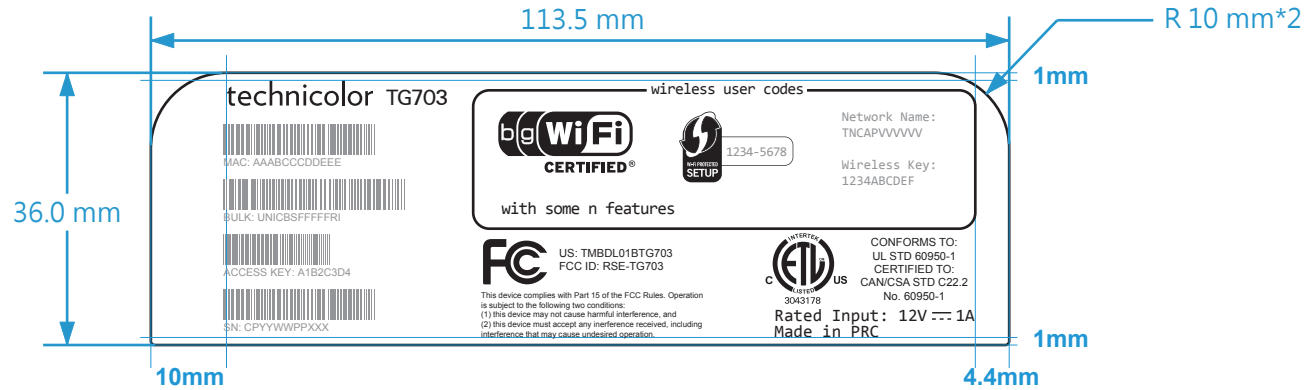 113.5 mm
R 10 mm*2
1mm
36.0 mm
technicolor TG703
MAC: AAABCCCDDEEE
BULK: UNICBSFFFFFRI
ACCESS KEY: A1B2C3D4
SN: CPYYWWPPXXX
wireless user codes
bg WiFi
CERTIFIED®
Wi-Fi PROTECTED
SETUP
1234-5678
Network Name:
TNCAPVVVVVV
Wireless Key:
1234ABCDEF
with some n features
FC
US: TMBDL01BTG703
FCC ID: RSE-TG703
This device complies with Part 15 of the FCC Rules. Operation
is subject to the following two conditions:
(1) this device may not cause harmful interference, and
(2) this device must accept any inerference received, including
interference that may cause undesired operation.
INTERTEK
C ETL US
LISTED
3043178
CONFORMS TO:
UL STD 60950-1
CERTIFIED TO:
CAN/CSA STD C22.2
No. 60950-1
Rated Input: 12V ⎓ 1A
Made in PRC
1mm
10mm
4.4mm